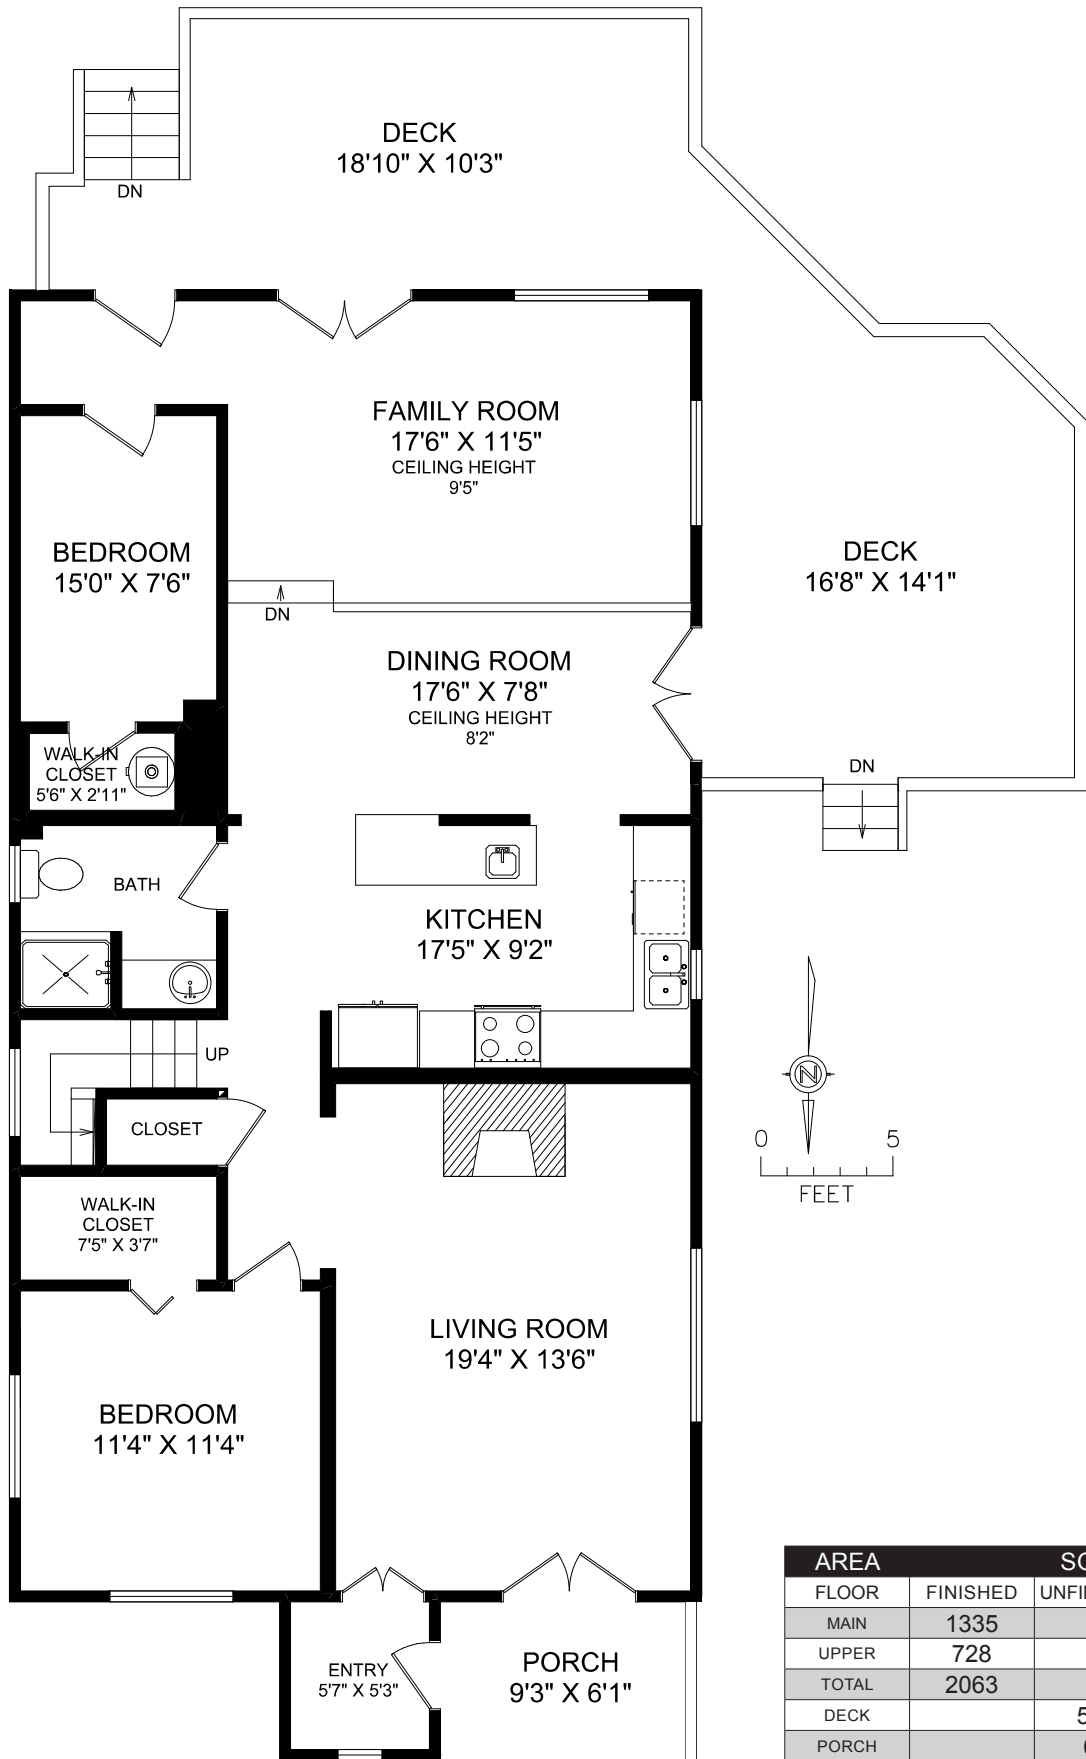 DECK
18'10" X 10'3"
DN
FAMILY ROOM
17'6" X 11'5"
CEILING HEIGHT
9'5"
BEDROOM
15'0" X 7'6"
DECK
16'8" X 14'1"
DN
DINING ROOM
17'6" X 7'8"
CEILING HEIGHT
8'2"
WALK-IN
CLOSET
5'6" X 2'11"
DN
BATH
KITCHEN
17'5" X 9'2"
UP
N
CLOSET
0 5
FEET
WALK-IN
CLOSET
7'5" X 3'7"
LIVING ROOM
19'4" X 13'6"
BEDROOM
11'4" X 11'4"
ENTRY
5'7" X 5'3"
PORCH
9'3" X 6'1"
AREA
FLOOR FINISHED
MAIN 1335
UPPER 728
TOTAL 2063
DECK
PORCH